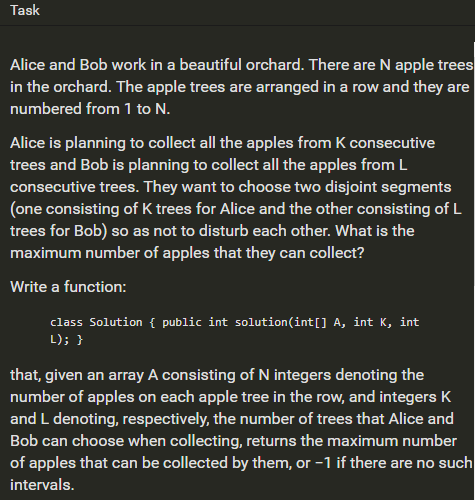 Task
Alice and Bob work in a beautiful orchard. There are N apple trees
in the orchard. The apple trees are arranged in a row and they are
numbered from 1 to N.
Alice is planning to collect all the apples from K consecutive
trees and Bob is planning to collect all the apples from L
consecutive trees. They want to choose two disjoint segments
(one consisting of K trees for Alice and the other consisting of L
trees for Bob) so as not to disturb each other. What is the
maximum number of apples that they can collect?
Write a function:
class Solution { public int solution(int[] A, int K, int
L); }
that, given an array A consisting of N integers denoting the
number of apples on each apple tree in the row, and integers K
and L denoting, respectively, the number of trees that Alice and
Bob can choose when collecting, returns the maximum number
of apples that can be collected by them, or −1 if there are no such
intervals.